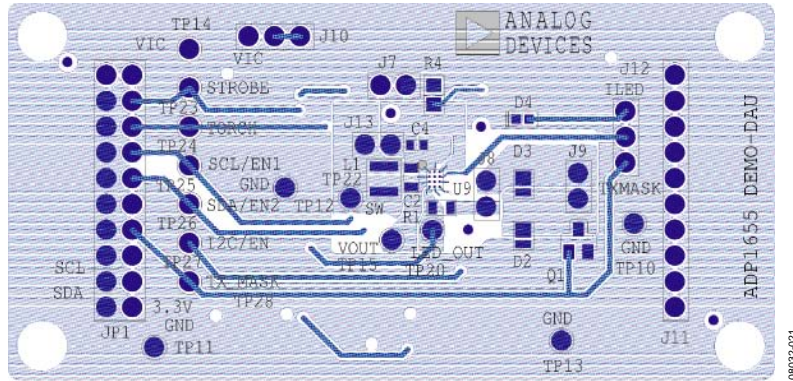 TP14
VIC
VIC
J10
ANALOG
DEVICES
J7
R4
J12
ILED
STROBE
TP23
TORCH
D4
TP24
J13
C4
SCL/EN1
L1
J8
D3
J9
GND
TP22
U9
TXMASK
TP25
SDA/EN2
TP12
SW
C2
R1
TP26
I2C/EN
VOUT
TP15
LED_OUT
TP20
D2
Q1
GND
TP10
SCL
TP27
SDA
TX_MASK
TP28
3.3V
JP1
GND
TP11
GND
TP13
J11
ADP1655 DEMO-DAU
08032-021